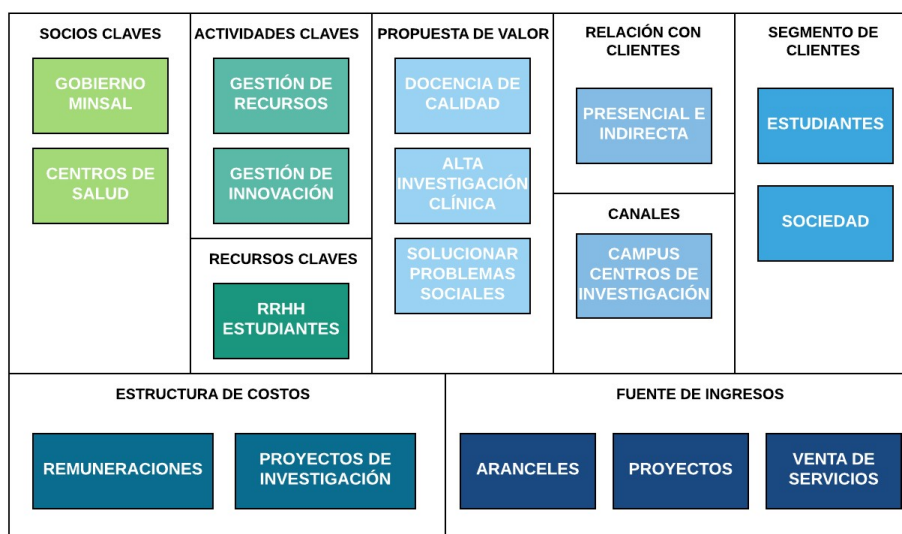 SOCIOS CLAVES
GOBIERNO
MINSAL
CENTROS DE
SALUD
ACTIVIDADES CLAVES
GESTIÓN DE
RECURSOS
GESTIÓN DE
INNOVACIÓN
RECURSOS CLAVES
RRHH
ESTUDIANTES
PROPUESTA DE VALOR
DOCENCIA DE
CALIDAD
ALTA
INVESTIGACIÓN
CLÍNICA
SOLUCIONAR
PROBLEMAS
SOCIALES
RELACIÓN CON
CLIENTES
PRESENCIAL E
INDIRECTA
CANALES
CAMPUS
CENTROS DE
INVESTIGACIÓN
SEGMENTO DE
CLIENTES
ESTUDIANTES
SOCIEDAD
ESTRUCTURA DE COSTOS
REMUNERACIONES
PROYECTOS DE
INVESTIGACIÓN
FUENTE DE INGRESOS
ARANCELES
PROYECTOS
VENTA DE
SERVICIOS